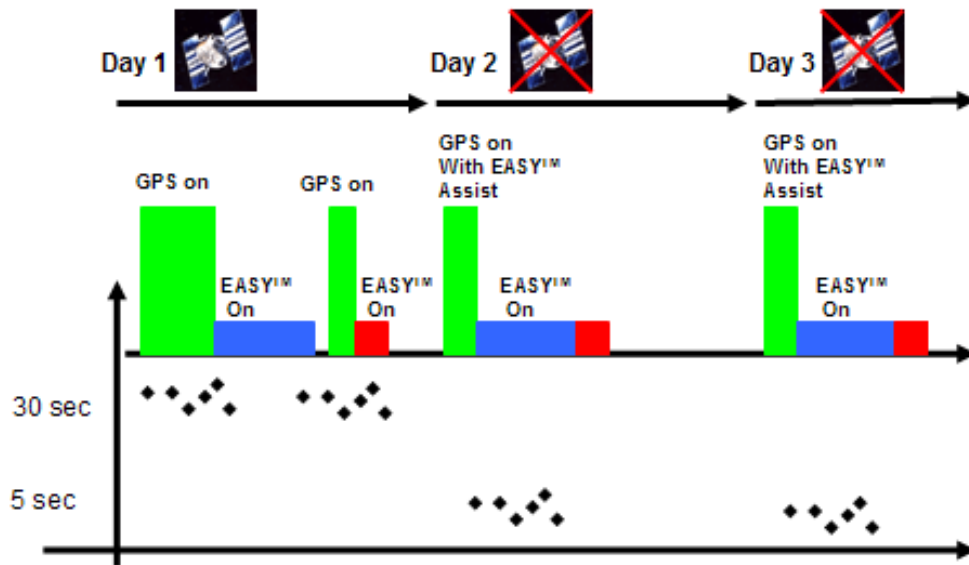 Day 1
Day 2
Day 3
GPS on
GPS on
GPS on
With EASY™
Assist
GPS on
With EASY™
Assist
EASY™
On
EASY™
On
EASY™
On
EASY™
On
30 sec
5 sec